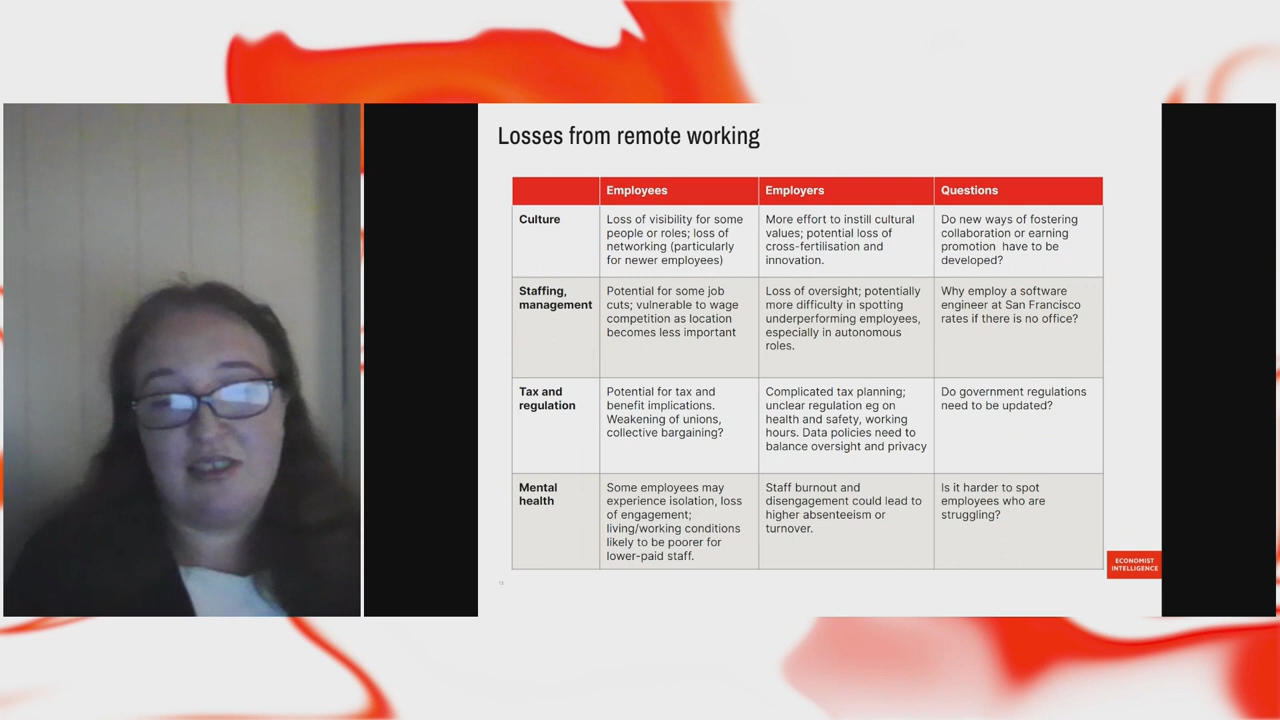 Losses from remote working
Employees
Employers
Questions
Culture
Loss of visibility for some
people or roles; loss of
networking (particularly
for newer employees)
More effort to instill cultural
values; potential loss of
cross-fertilisation and
innovation.
Do new ways of fostering
collaboration or earning
promotion have to be
developed?
Staffing,
management
Potential for some job
cuts; vulnerable to wage
competition as location
becomes less important
Loss of oversight; potentially
more difficulty in spotting
underperforming employees,
especially in autonomous
roles.
Why employ a software
engineer at San Francisco
rates if there is no office?
Tax and
regulation
Potential for tax and
benefit implications.
Weakening of unions,
collective bargaining?
Complicated tax planning;
unclear regulation eg on
health and safety, working
hours. Data policies need to
balance oversight and privacy
Do government regulations
need to be updated?
Mental
health
Some employees may
experience isolation, loss
of engagement;
living/working conditions
likely to be poorer for
lower-paid staff.
Staff burnout and
disengagement could lead to
higher absenteeism or
turnover.
Is it harder to spot
employees who are
struggling?
ECONOMIST
INTELLIGENCE